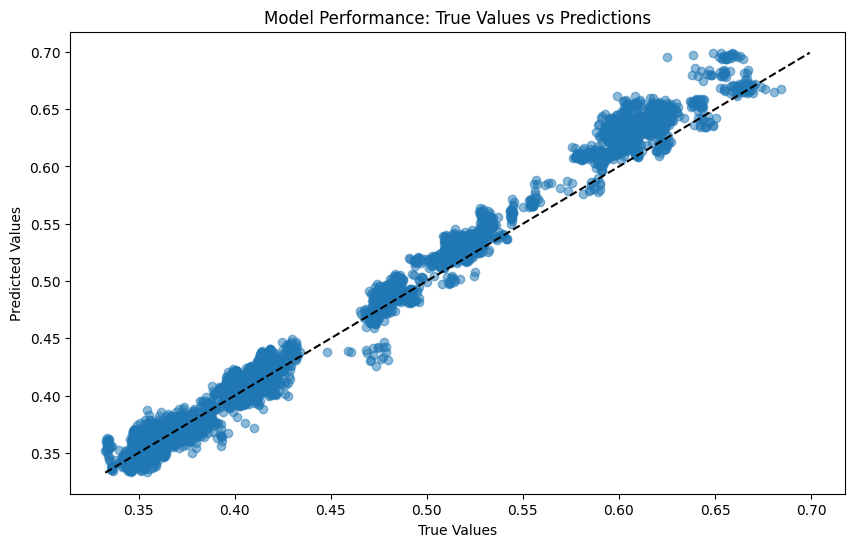 Model Performance: True Values vs Predictions
Predicted Values
0.70
0.65
0.60
0.55
0.50
0.45
0.40
0.35
0.35 0.40 0.45 0.50 0.55 0.60 0.65 0.70
True Values